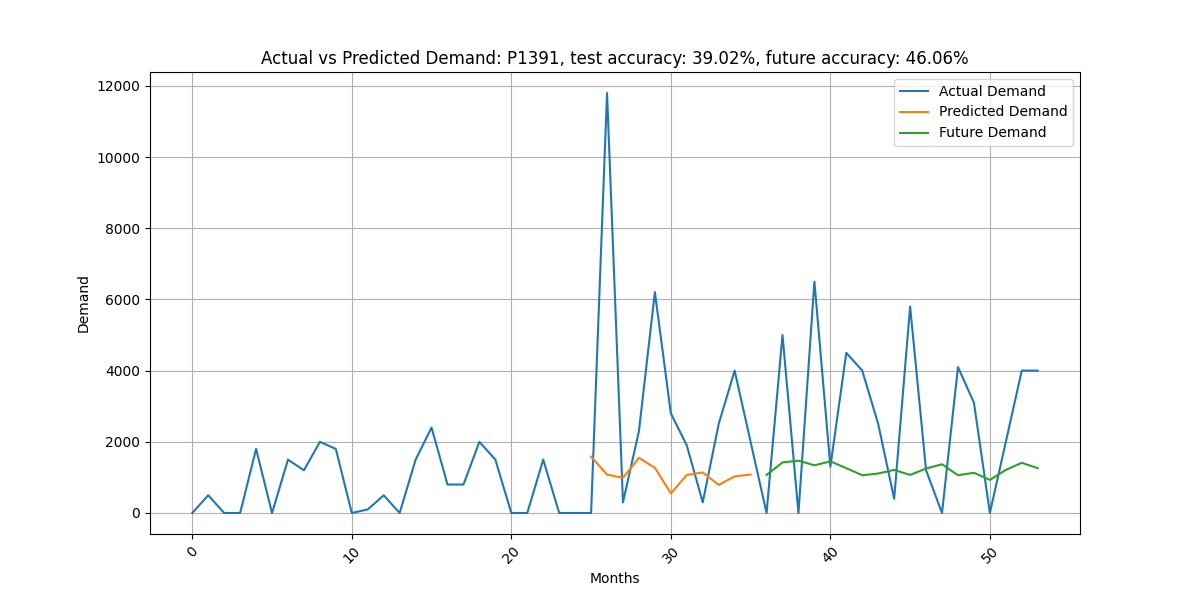 Actual vs Predicted Demand: P1391, test accuracy: 39.02%, future accuracy: 46.06%
12000
10000
8000
6000
4000
2000
0
Demand
Actual Demand
Predicted Demand
Future Demand
0
10
20
30
40
50
Months